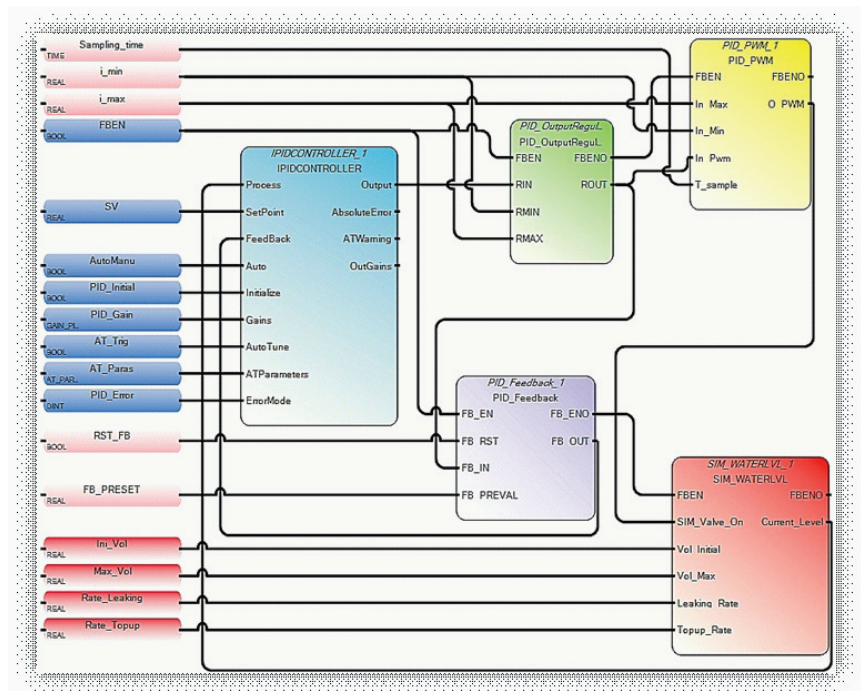 Sampling_time
TIME
i_min
REAL
i_max
REAL
FBEN
BOOL
SV
REAL
AutoManu
BOOL
PID_Initial
BOOL
PID_Gain
GAIN_PI..
AT_Trig
BOOL
AT_Paras
AT_PAR..
PID_Error
DINT
RST_FB
BOOL
FB_PRESET
REAL
Ini_Vol
REAL
Max_Vol
REAL
Rate_Leaking
REAL
Rate_Topup
REAL
IPIDCONTROLLER_1
IPIDCONTROLLER
Process Output
SetPoint AbsoluteError
FeedBack ATWarning
Auto OutGains
Initialize
Gains
AutoTune
ATParameters
ErrorMode
PID_OutputRegul..
PID_OutputRegul..
FBEN FBENO
RIN ROUT
RMIN
RMAX
PID_PWM_1
PID_PWM
FBEN FBENO
In_Max O_PWM
In_Min
In_Pwm
T_sample
PID_Feedback_1
PID_Feedback
FB_EN FB_ENO
FB_RST FB_OUT
FB_IN
FB_PREVAL
SIM_WATERLVL_1
SIM_WATERLVL
FBEN FBENO
SIM_Valve_On Current_Level
Vol_Initial
Vol_Max
Leaking_Rate
Topup_Rate